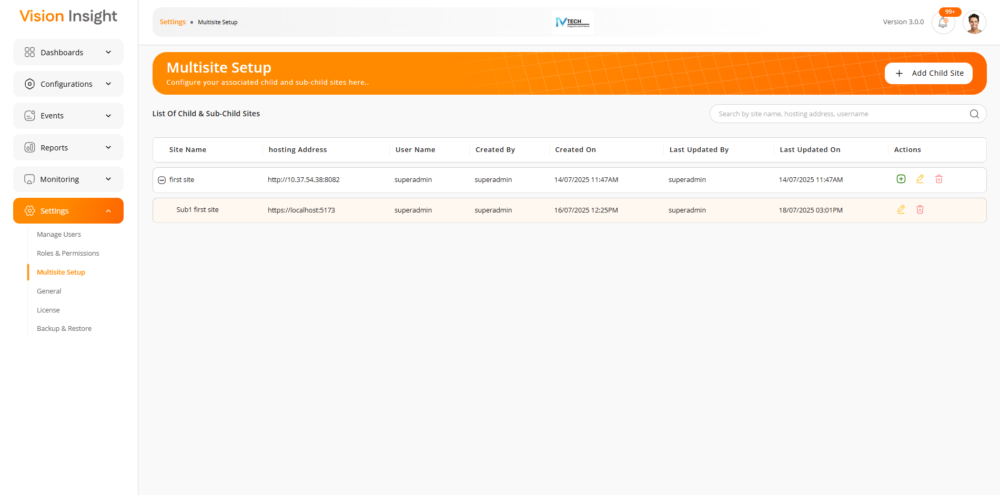 Vision Insight
Dashboards
Configurations
Events
Reports
Monitoring
Settings
Manage Users
Roles & Permissions
Multisite Setup
General
License
Backup & Restore
Settings • Multisite Setup
IV TECH
Version 3.0.0
99+
Multisite Setup
Configure your associated child and sub-child sites here..
+ Add Child Site
List Of Child & Sub-Child Sites
Search by site name, hosting address, username
Site Name hosting Address User Name Created By Created On Last Updated By Last Updated On Actions
first site http://10.37.54.38:8082 superadmin superadmin 14/07/2025 11:47AM superadmin 14/07/2025 11:47AM
Sub1 first site https://localhost:5173 superadmin superadmin 16/07/2025 12:25PM superadmin 18/07/2025 03:01PM